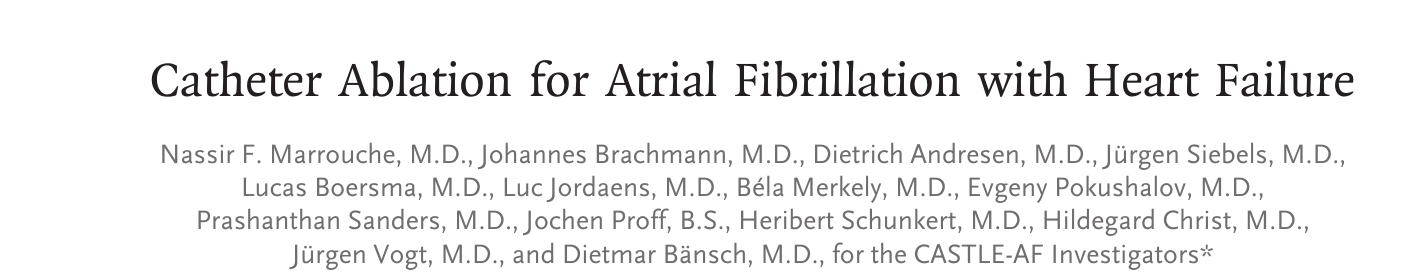 Catheter Ablation for Atrial Fibrillation with Heart Failure
Nassir F. Marrouche, M.D., Johannes Brachmann, M.D., Dietrich Andresen, M.D., Jürgen Siebels, M.D.,
Lucas Boersma, M.D., Luc Jordaens, M.D., Béla Merkely, M.D., Evgeny Pokushalov, M.D.,
Prashanthan Sanders, M.D., Jochen Proff, B.S., Heribert Schunkert, M.D., Hildegard Christ, M.D.,
Jürgen Vogt, M.D., and Dietmar Bänsch, M.D., for the CASTLE-AF Investigators*